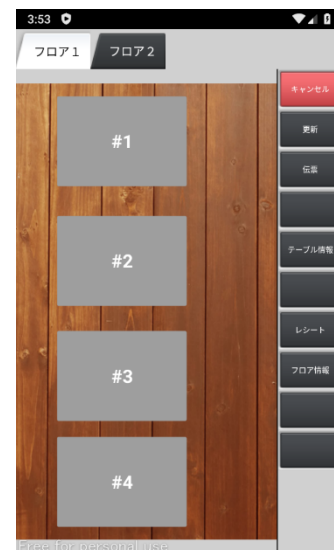 3:53
フロア1
フロア2
キャンセル
#1
更新
伝票
#2
テーブル情報
レシート
#3
フロア情報
#4
Free for personal use